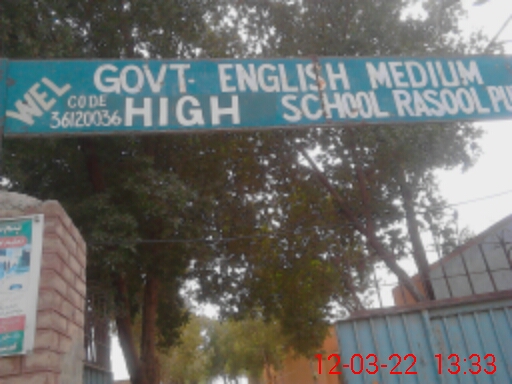 WEL GOVT. ENGLISH MEDIUM
CODE
36120036 HIGH SCHOOL RASOOL PU
12-03-22 13:33